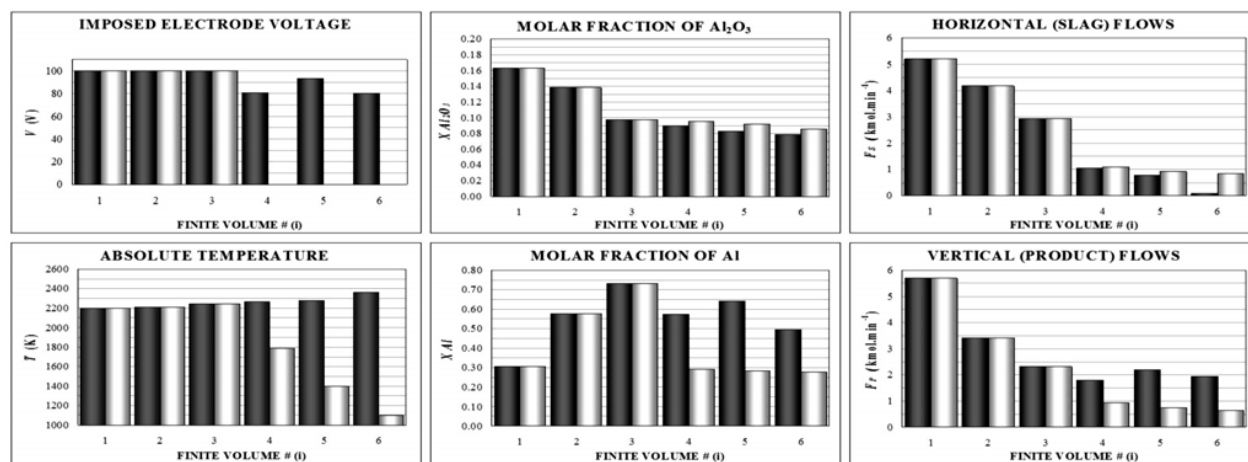 IMPOSED ELECTRODE VOLTAGE
V (V)
100
80
60
40
20
0
1 2 3 4 5 6
FINITE VOLUME # (i)
MOLAR FRACTION OF Al₂O₃
X Al₂O₃
0.20
0.18
0.16
0.14
0.12
0.10
0.08
0.06
0.04
0.02
0.00
1 2 3 4 5 6
FINITE VOLUME # (i)
HORIZONTAL (SLAG) FLOWS
F_S (kmol.min⁻¹)
6
5
4
3
2
1
0
1 2 3 4 5 6
FINITE VOLUME # (i)
ABSOLUTE TEMPERATURE
T (K)
2600
2400
2200
2000
1800
1600
1400
1200
1000
1 2 3 4 5 6
FINITE VOLUME # (i)
MOLAR FRACTION OF Al
X Al
0.80
0.70
0.60
0.50
0.40
0.30
0.20
0.10
0.00
1 2 3 4 5 6
FINITE VOLUME # (i)
VERTICAL (PRODUCT) FLOWS
F_P (kmol.min⁻¹)
6
5
4
3
2
1
0
1 2 3 4 5 6
FINITE VOLUME # (i)